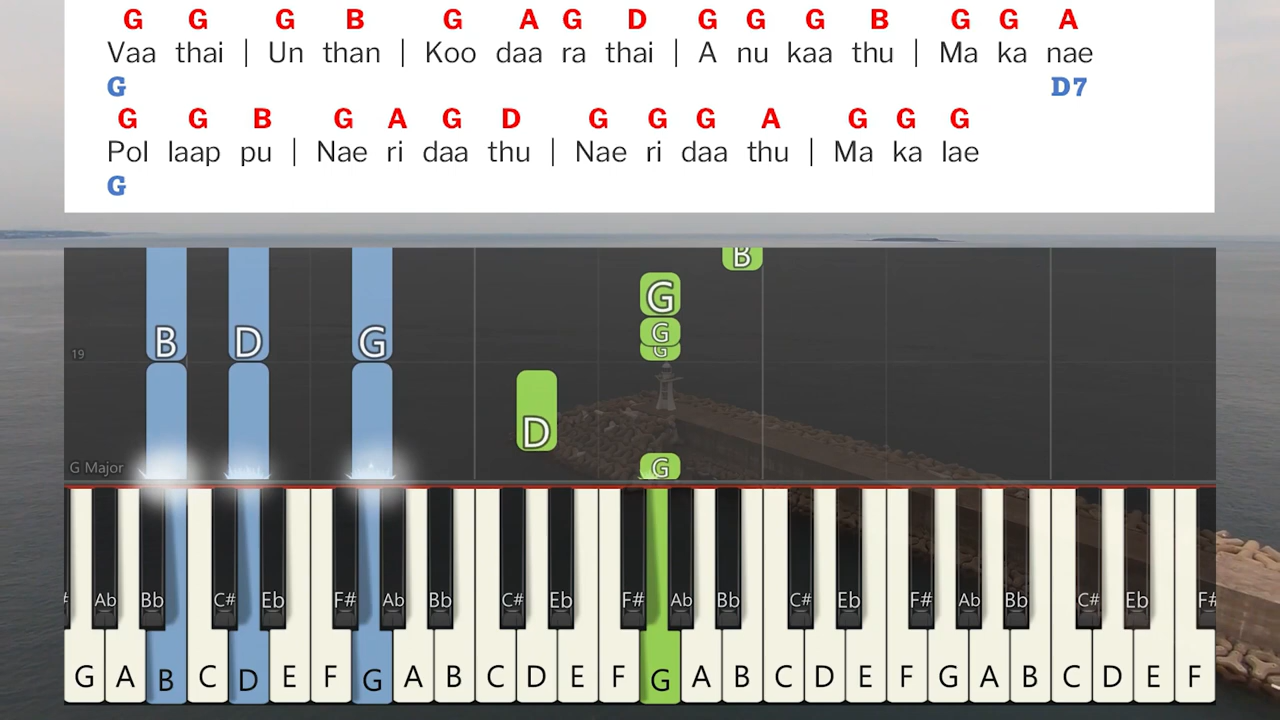 G G G B G A G D G G G B G G A
Vaa thai | Un than | Koo daa ra thai | A nu kaa thu | Ma ka nae
G D7
G G B G A G D G G G A G G G
Pol laap pu | Nae ri daa thu | Nae ri daa thu | Ma ka lae
G
B
G
G
B D G G
19
D
G Major G
Ab Bb C# Eb F# Ab Bb C# Eb F# Ab Bb C# Eb F# Ab Bb C# Eb F#
G A B C D E F G A B C D E F G A B C D E F G A B C D E F